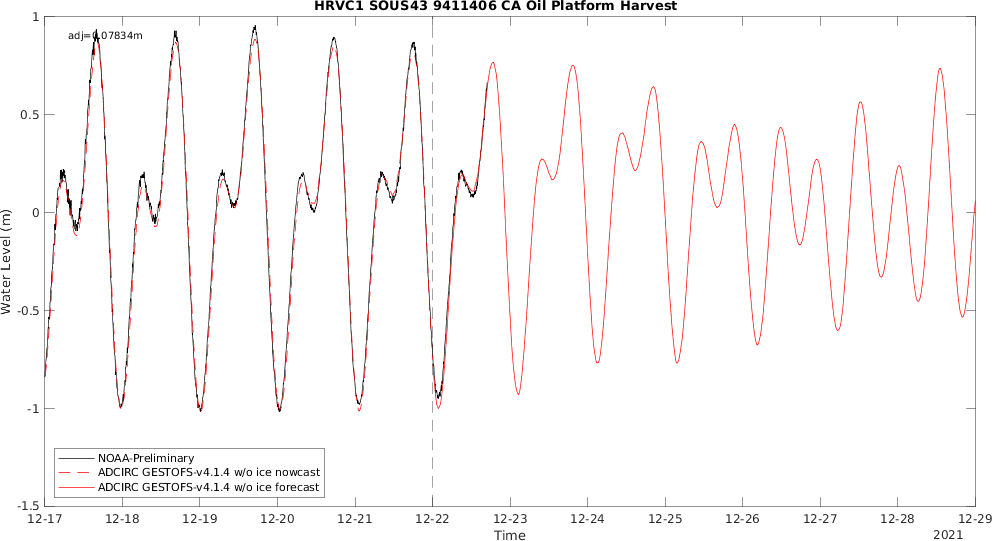 HRVC1 SOUS43 9411406 CA Oil Platform Harvest
1
adj=0.07834m
0.5
0
-0.5
-1
-1.5
Water Level (m)
NOAA-Preliminary
ADCIRC GESTOFS-v4.1.4 w/o ice nowcast
ADCIRC GESTOFS-v4.1.4 w/o ice forecast
12-17 12-18 12-19 12-20 12-21 12-22 12-23 12-24 12-25 12-26 12-27 12-28 12-29
Time
2021